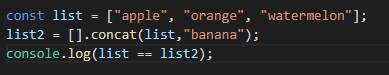 const list = ["apple", "orange", "watermelon"];
list2 = [].concat(list,"banana");
console.log(list == list2);